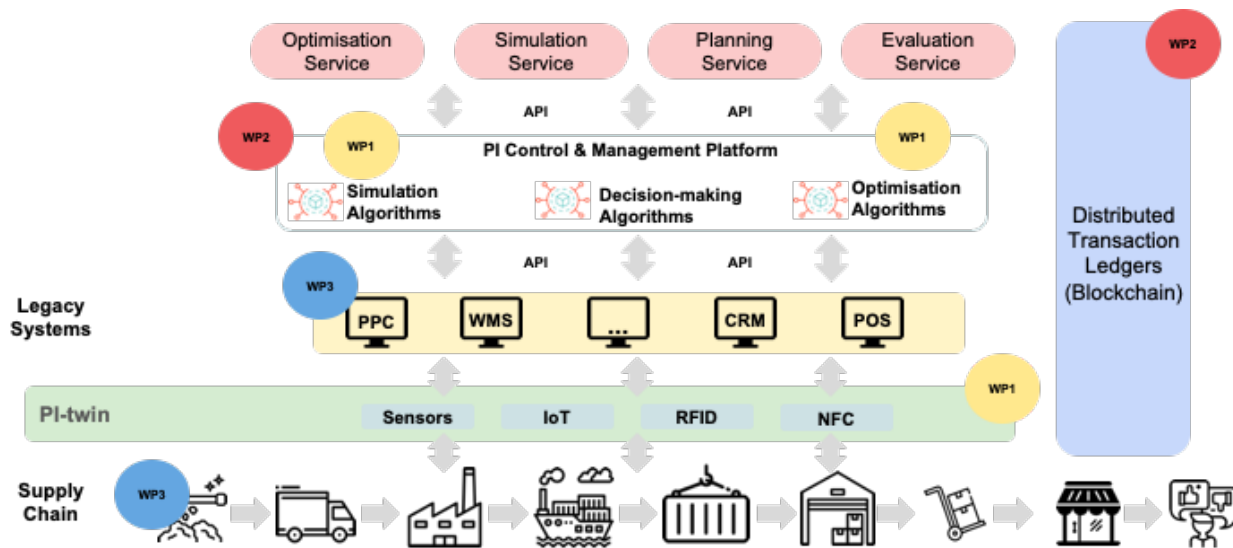 Optimisation
Service
Simulation
Service
Planning
Service
Evaluation
Service
WP2
API
API
WP2
WP1
WP1
PI Control & Management Platform
Simulation
Algorithms
Decision-making
Algorithms
Optimisation
Algorithms
Distributed
Transaction
Ledgers
(Blockchain)
API
API
WP3
Legacy
Systems
PPC
WMS
...
CRM
POS
WP1
PI-twin
Sensors
IoT
RFID
NFC
WP3
Supply
Chain